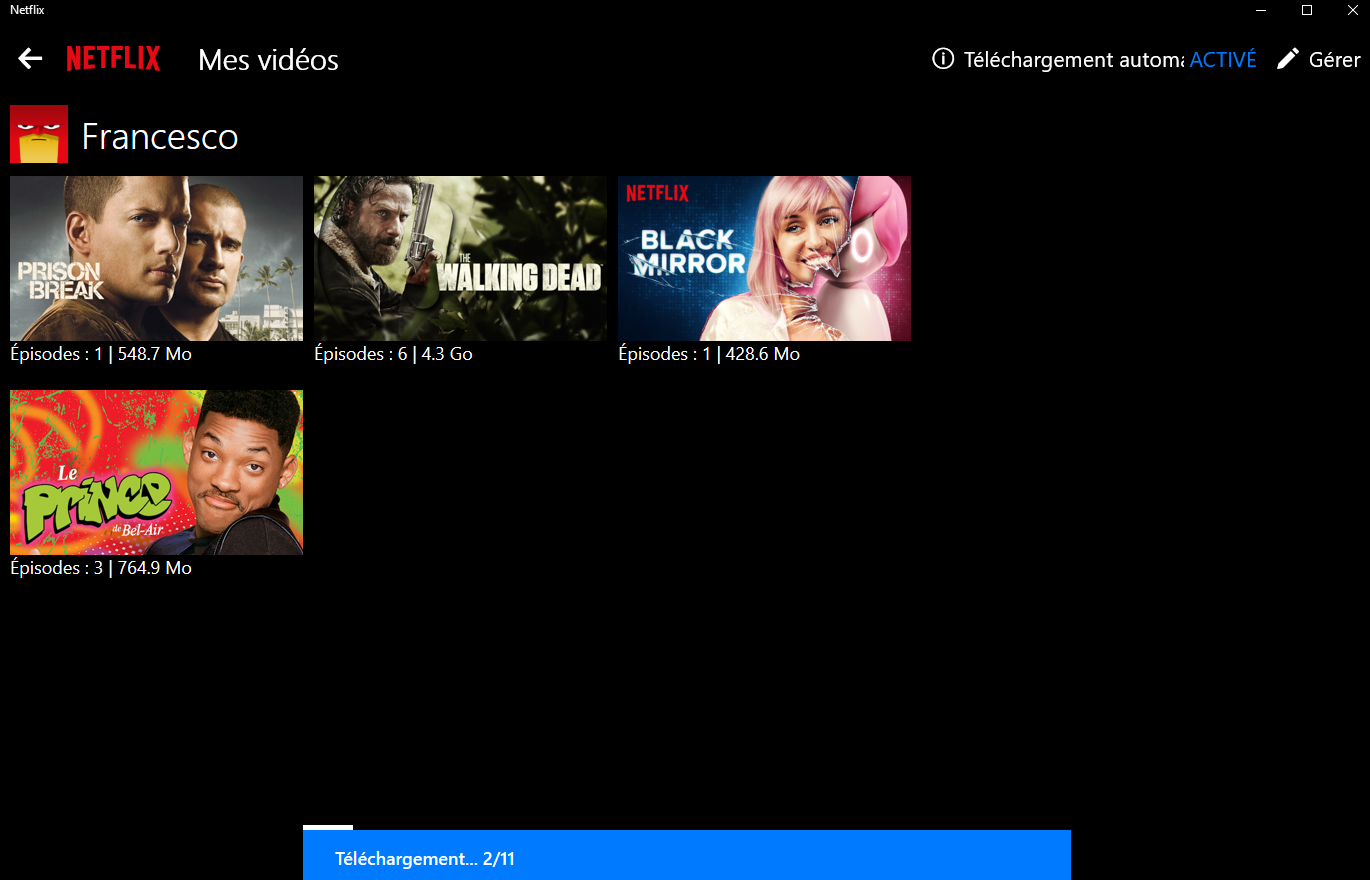 Netflix
NETFLIX Mes vidéos
Téléchargement autom ACTIVÉ Gérer
Francesco
PRISON BREAK
THE WALKING DEAD
NETFLIX
BLACK MIRROR
Épisodes : 1 | 548.7 Mo
Épisodes : 6 | 4.3 Go
Épisodes : 1 | 428.6 Mo
Le
PRINCE
de Bel-Air
Épisodes : 3 | 764.9 Mo
Téléchargement... 2/11